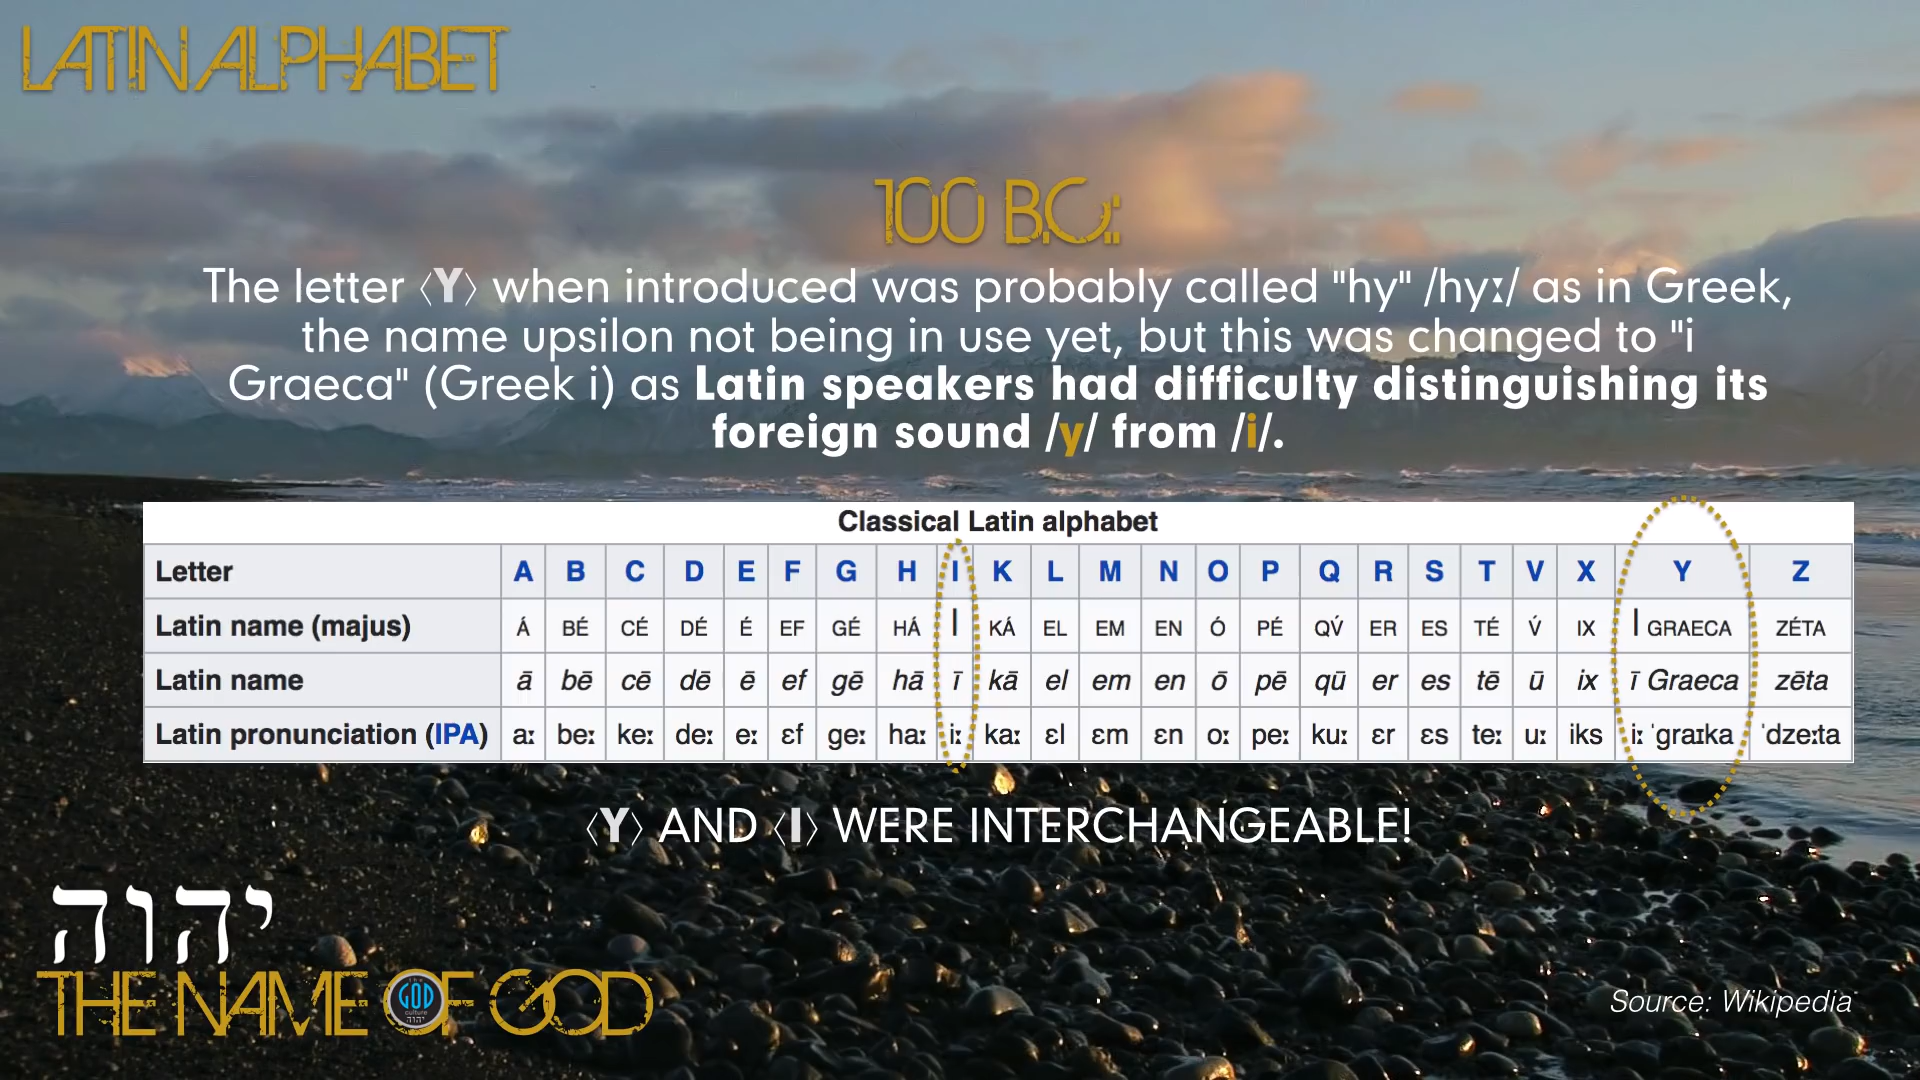 LATIN ALPHABET
100 B.C.:
The letter 〈Y〉 when introduced was probably called "hy" /hyː/ as in Greek,
the name upsilon not being in use yet, but this was changed to "i
Graeca" (Greek i) as Latin speakers had difficulty distinguishing its
foreign sound /y/ from /i/.
Classical Latin alphabet
Letter A B C D E F G H I K L M N O P Q R S T V X Y Z
Latin name (majus) Á BÉ CÉ DÉ É EF GÉ HÁ I KÁ EL EM EN Ó PÉ QV́ ER ES TÉ V́ IX I GRAECA ZÉTA
Latin name ā bē cē dē ē ef gē hā ī kā el em en ō pē qū er es tē ū ix ī Graeca zēta
Latin pronunciation (IPA) aː beː keː deː eː ɛf ɡeː haː iː kaː ɛl ɛm ɛn oː peː kuː ɛr ɛs teː uː iks iː ˈɡraɪka ˈdzeːta
〈Y〉 AND 〈I〉 WERE INTERCHANGEABLE!
יהוה
THE NAME OF GOD
THE
GOD
culture
יהוה
Source: Wikipedia